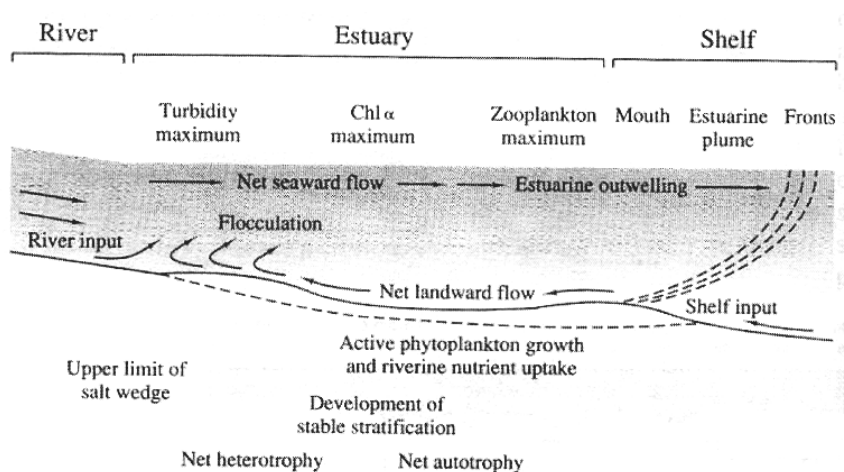 River Estuary Shelf
Turbidity Chl α Zooplankton Mouth Estuarine Fronts
maximum maximum maximum plume
Net seaward flow Estuarine outwelling
Flocculation
River input
Net landward flow
Shelf input
Active phytoplankton growth
and riverine nutrient uptake
Upper limit of
salt wedge
Development of
stable stratification
Net heterotrophy Net autotrophy